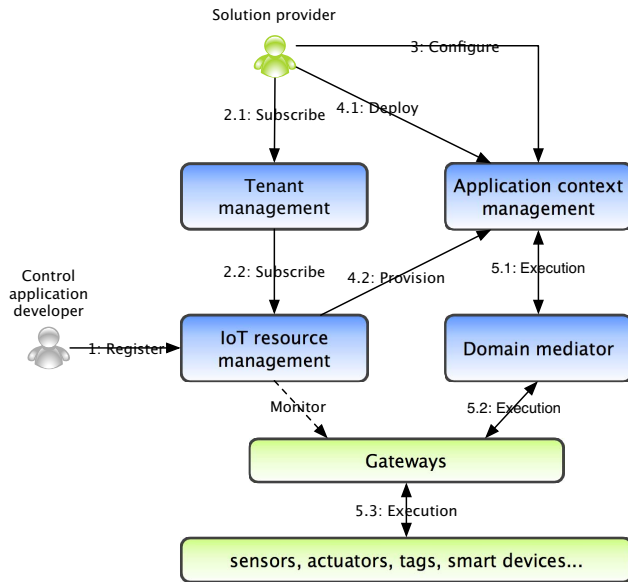 Solution provider
3: Configure
2.1: Subscribe
4.1: Deploy
Tenant
management
Application context
management
2.2: Subscribe
4.2: Provision
5.1: Execution
Control
application
developer
1: Register
IoT resource
management
Domain mediator
Monitor
5.2: Execution
Gateways
5.3: Execution
sensors, actuators, tags, smart devices...